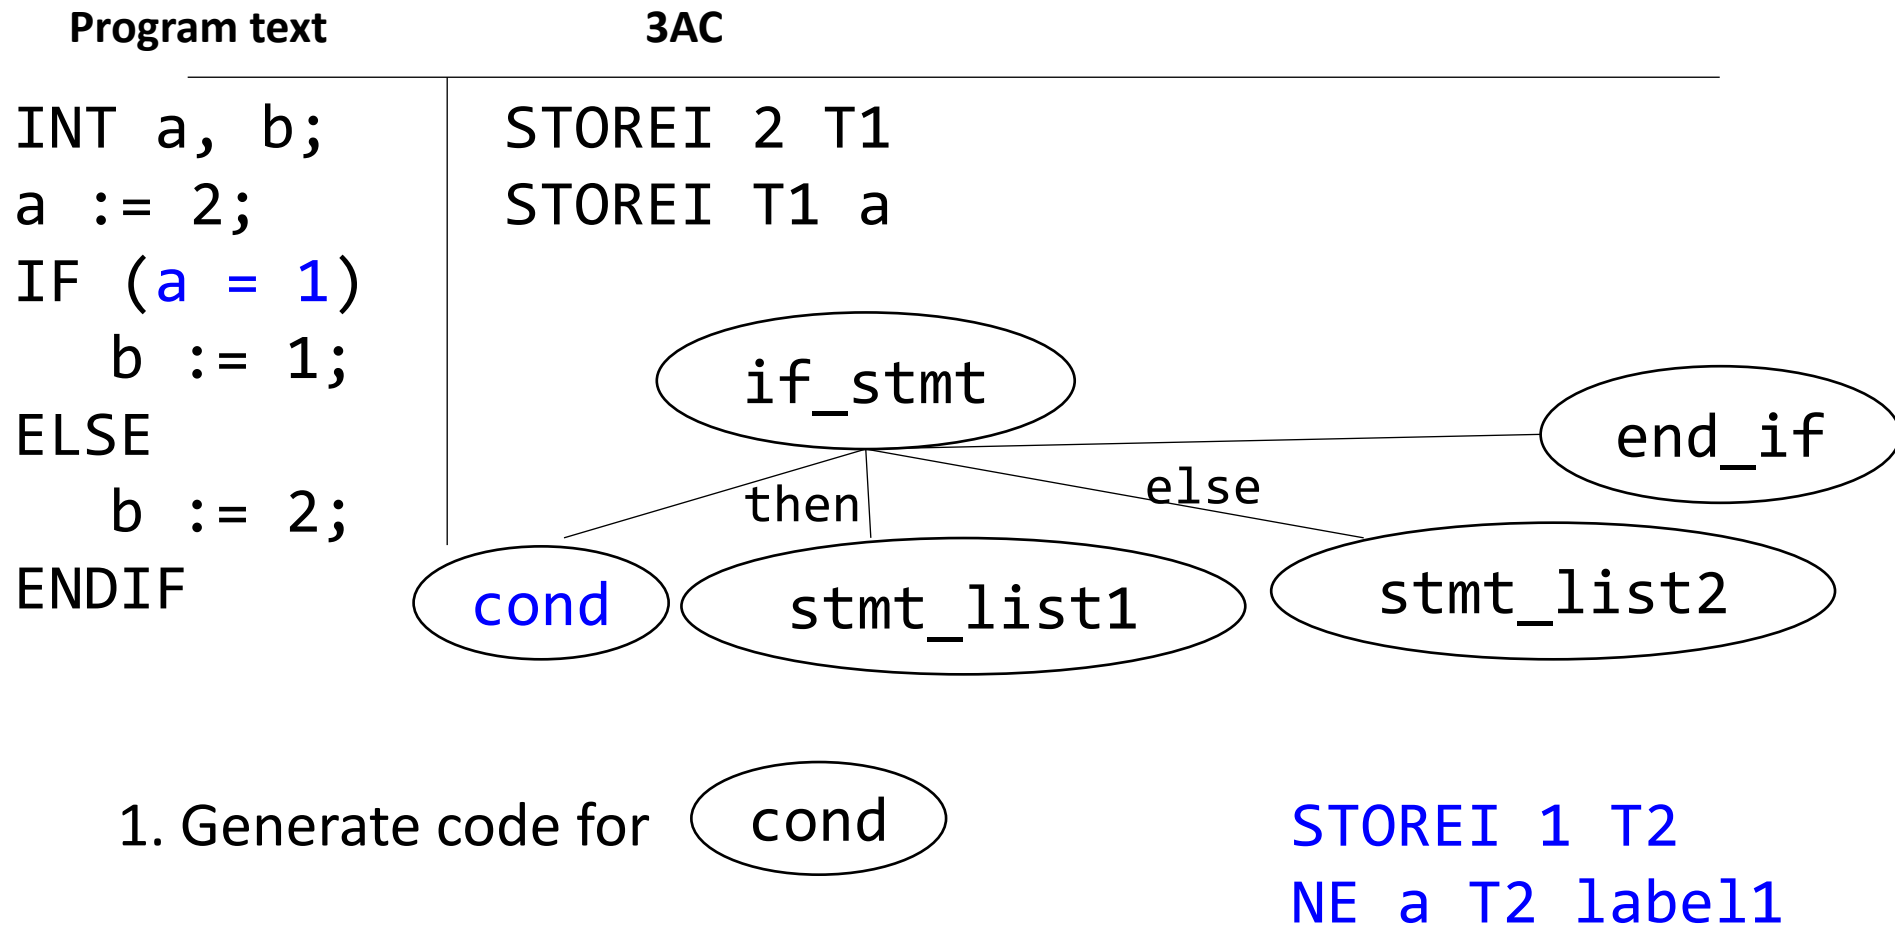 Program text 3AC
INT a, b; STOREI 2 T1
a := 2; STOREI T1 a
IF (a = 1)
b := 1;
if_stmt
ELSE
end_if
then
else
b := 2;
ENDIF
cond
stmt_list1
stmt_list2
1. Generate code for cond
STOREI 1 T2
NE a T2 label1